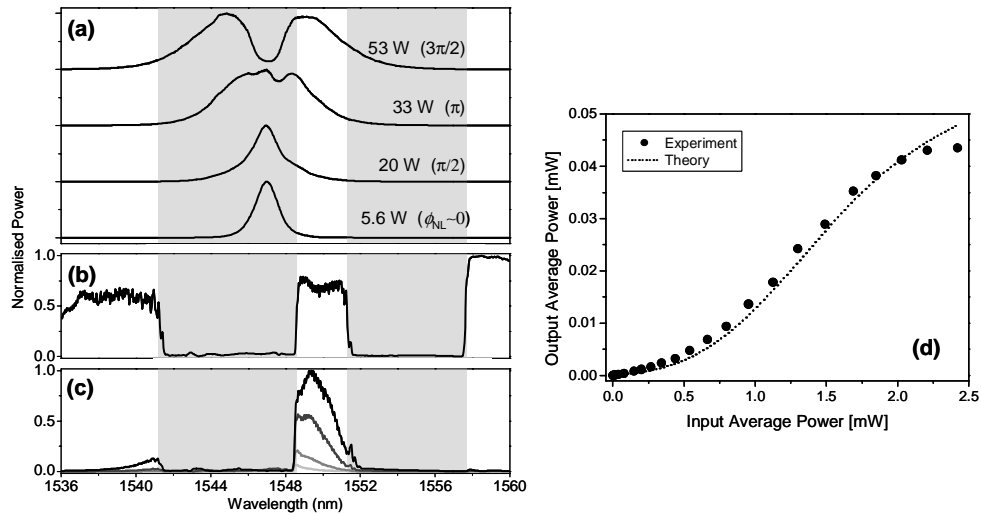 (a)
53 W (3π/2)
33 W (π)
20 W (π/2)
5.6 W (ϕNL~0)
Normalised Power
(b)
1.0
0.5
0.0
(c)
1.0
0.5
0.0
1536 1540 1544 1548 1552 1556 1560
Wavelength (nm)
0.05
0.04
0.03
0.02
0.01
0.00
Output Average Power [mW]
Experiment
Theory
(d)
0.0 0.5 1.0 1.5 2.0 2.5
Input Average Power [mW]